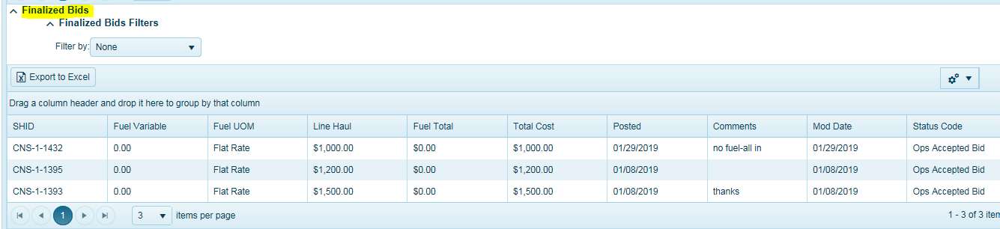 Finalized Bids
Finalized Bids Filters
Filter by: None
Export to Excel
Drag a column header and drop it here to group by that column
SHID Fuel Variable Fuel UOM Line Haul Fuel Total Total Cost Posted Comments Mod Date Status Code
CNS-1-1432 0.00 Flat Rate $1,000.00 $0.00 $1,000.00 01/29/2019 no fuel-all in 01/29/2019 Ops Accepted Bid
CNS-1-1395 0.00 Flat Rate $1,200.00 $0.00 $1,200.00 01/08/2019 01/08/2019 Ops Accepted Bid
CNS-1-1393 0.00 Flat Rate $1,500.00 $0.00 $1,500.00 01/08/2019 thanks 01/08/2019 Ops Accepted Bid
1 3 items per page 1 - 3 of 3 item